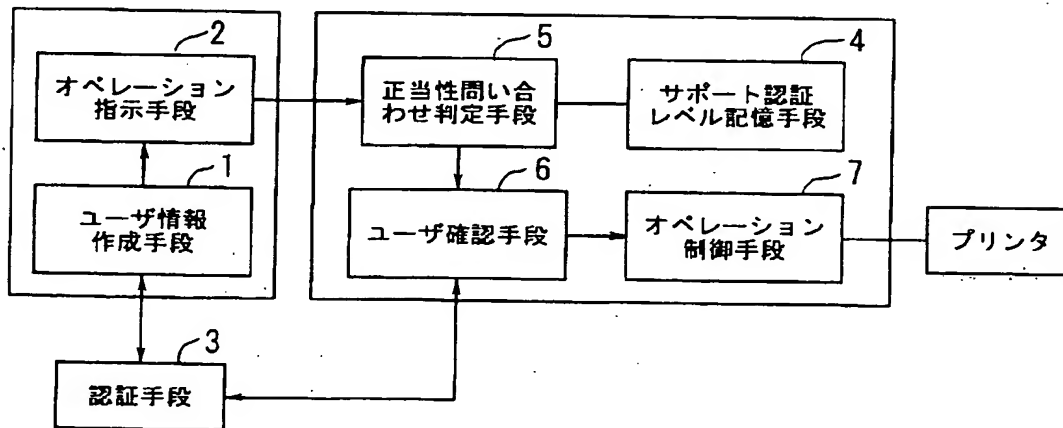 2
オペレーション
指示手段
1
ユーザ情報
作成手段
3
認証手段
5
正当性問い合
わせ判定手段
4
サポート認証
レベル記憶手段
6
ユーザ確認手段
7
オペレーション
制御手段
プリンタ